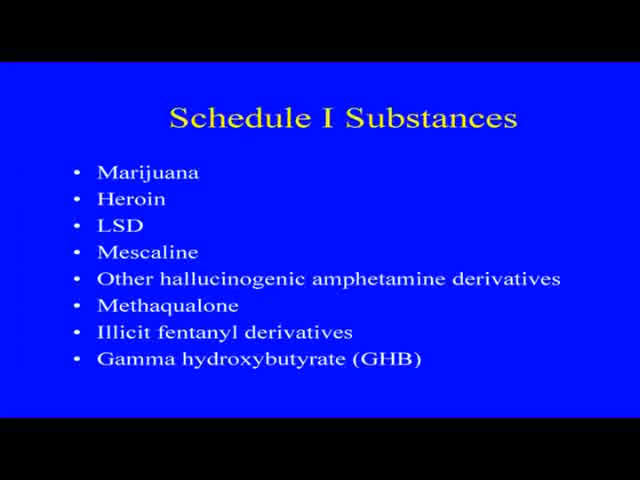 Schedule I Substances
• Marijuana
• Heroin
• LSD
• Mescaline
• Other hallucinogenic amphetamine derivatives
• Methaqualone
• Illicit fentanyl derivatives
• Gamma hydroxybutyrate (GHB)